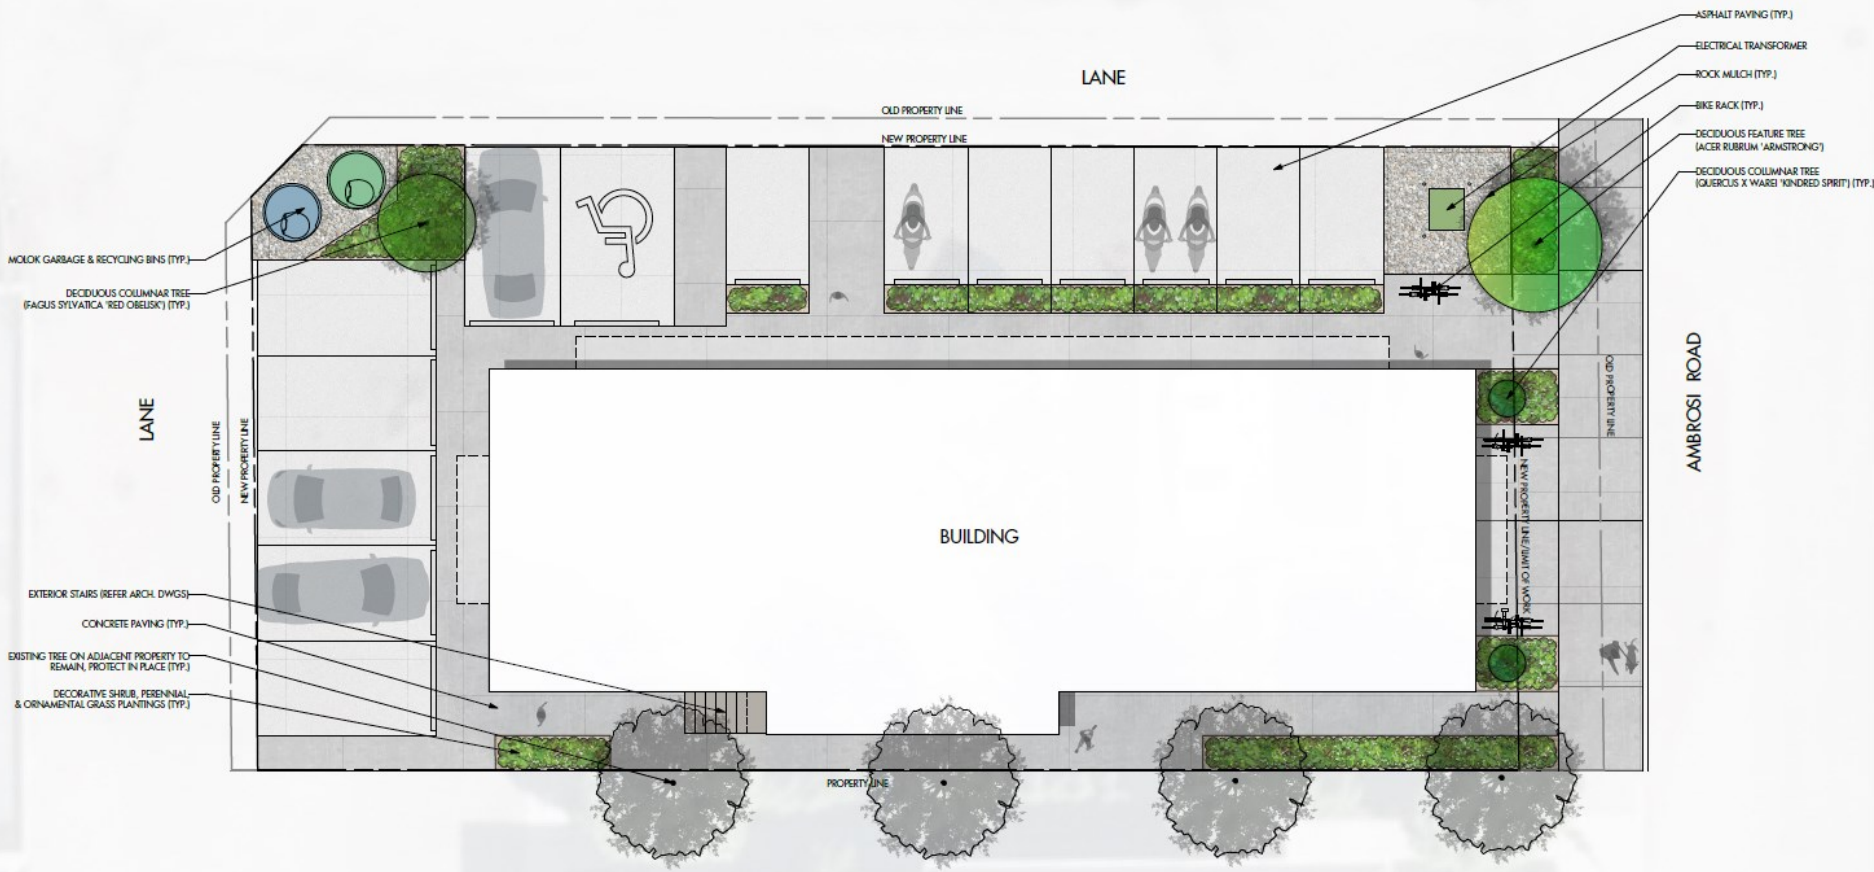 LANE
OLD PROPERTY LINE
NEW PROPERTY LINE
ASPHALT PAVING (TYP.)
ELECTRICAL TRANSFORMER
ROCK MULCH (TYP.)
BIKE RACK (TYP.)
DECIDUOUS FEATURE TREE
(ACER RUBRUM 'ARMSTRONG')
DECIDUOUS COLUMNAR TREE
(QUERCUS X WAREI 'KINDRED SPIRIT') (TYP.)
MOLOK GARBAGE & RECYCLING BINS (TYP.)
DECIDUOUS COLUMNAR TREE
(FAGUS SYLVATICA 'RED OBELISK') (TYP.)
LANE
OLD PROPERTY LINE
NEW PROPERTY LINE
BUILDING
OLD PROPERTY LINE
NEW PROPERTY LINE/LIMIT OF WORK
AMBROSI ROAD
EXTERIOR STAIRS (REFER ARCH. DWGS)
CONCRETE PAVING (TYP.)
EXISTING TREE ON ADJACENT PROPERTY TO
REMAIN, PROTECT IN PLACE (TYP.)
DECORATIVE SHRUB, PERENNIAL,
& ORNAMENTAL GRASS PLANTINGS (TYP.)
PROPERTY LINE